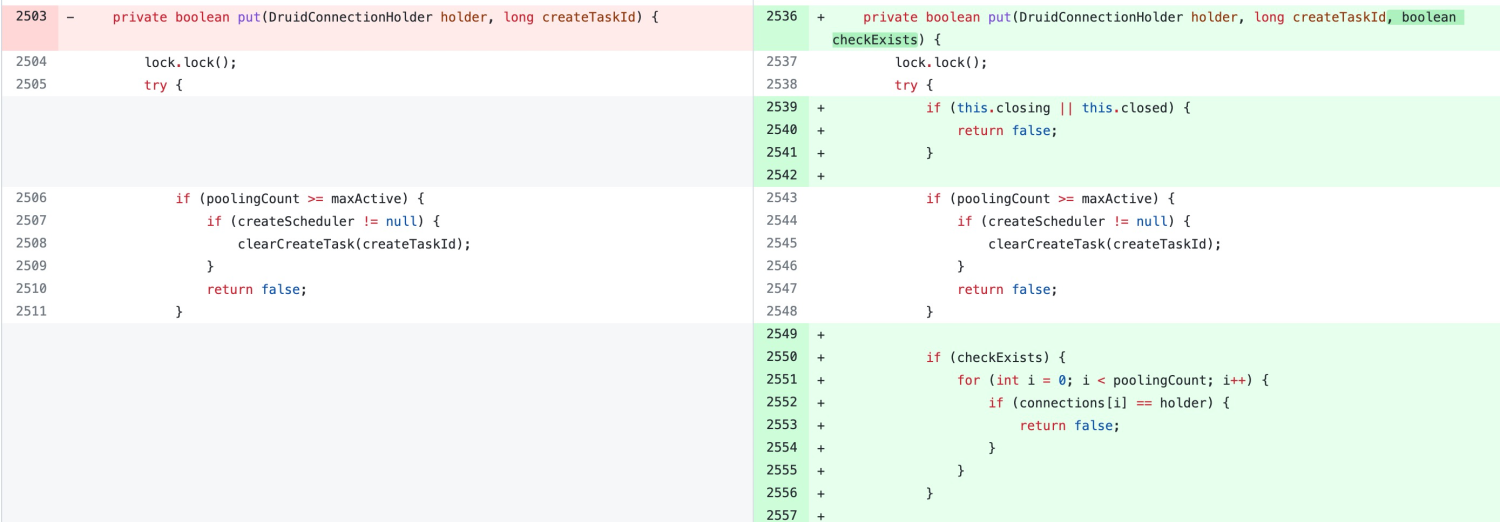 2503 - private boolean put(DruidConnectionHolder holder, long createTaskId) {
2504 lock.lock();
2505 try {
2506 if (poolingCount >= maxActive) {
2507 if (createScheduler != null) {
2508 clearCreateTask(createTaskId);
2509 }
2510 return false;
2511 }
2536 + private boolean put(DruidConnectionHolder holder, long createTaskId, boolean
checkExists) {
2537 lock.lock();
2538 try {
2539 + if (this.closing || this.closed) {
2540 + return false;
2541 + }
2542 +
2543 if (poolingCount >= maxActive) {
2544 if (createScheduler != null) {
2545 clearCreateTask(createTaskId);
2546 }
2547 return false;
2548 }
2549 +
2550 + if (checkExists) {
2551 + for (int i = 0; i < poolingCount; i++) {
2552 + if (connections[i] == holder) {
2553 + return false;
2554 + }
2555 + }
2556 + }
2557 +